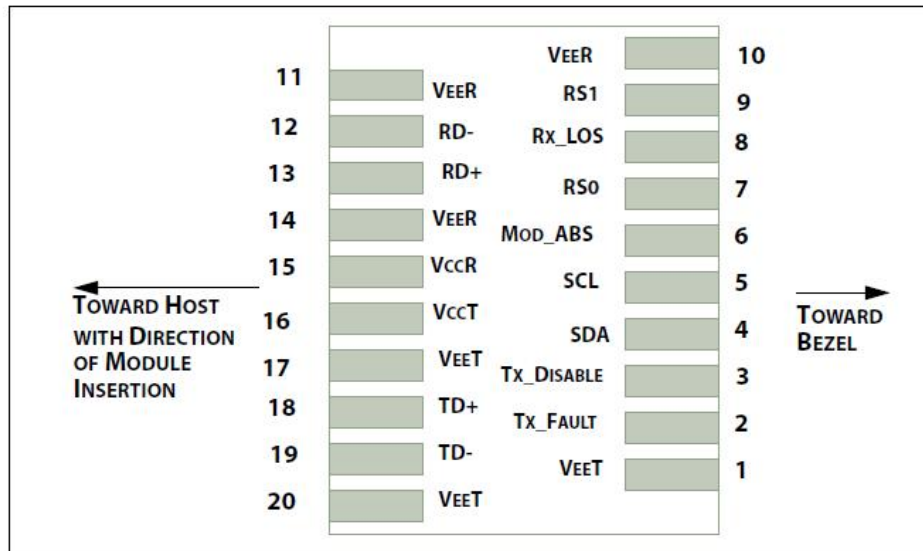 11 VEER
12 RD-
13 RD+
14 VEER
15 VCCR
16 VCCT
17 VEET
18 TD+
19 TD-
20 VEET
VEER 10
RS1 9
RX_LOS 8
RS0 7
MOD_ABS 6
SCL 5
SDA 4
TX_DISABLE 3
TX_FAULT 2
VEET 1
TOWARD HOST
WITH DIRECTION
OF MODULE
INSERTION
TOWARD
BEZEL